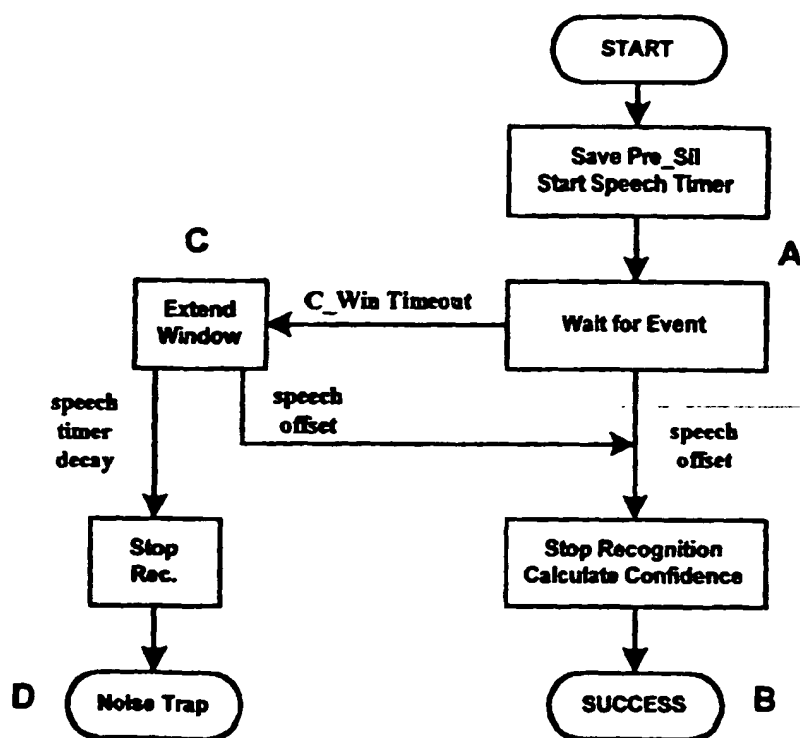 START
Save Pre_Sil
Start Speech Timer
C
A
Extend
Window
C_Win Timeout
Wait for Event
speech
timer
decay
speech
offset
speech
offset
Stop
Rec.
Stop Recognition
Calculate Confidence
D
Noise Trap
SUCCESS
B